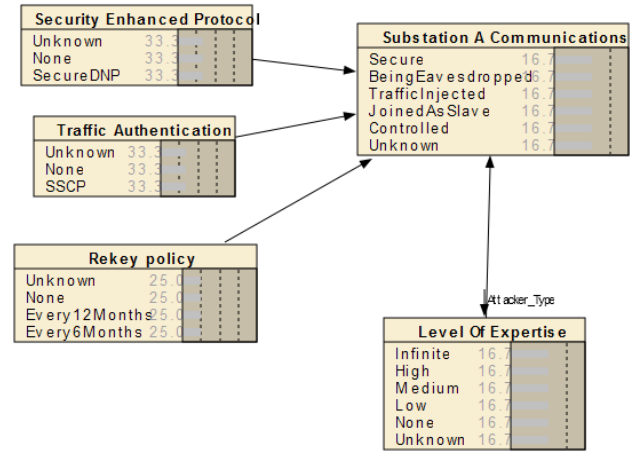 Security Enhanced Protocol
Unknown 33.3
None 33.3
SecureDNP 33.3
Substation A Communications
Secure 16.7
BeingEavesdropped 16.7
TrafficInjected 16.7
JoinedAsSlave 16.7
Controlled 16.7
Unknown 16.7
Traffic Authentication
Unknown 33.3
None 33.3
SSCP 33.3
Rekey policy
Unknown 25.0
None 25.0
Every12Months 25.0
Every6Months 25.0
Attacker_Type
Level Of Expertise
Infinite 16.7
High 16.7
Medium 16.7
Low 16.7
None 16.7
Unknown 16.7